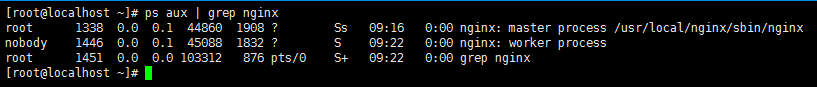 [root@localhost ~]# ps aux | grep nginx
root      1338  0.0  0.1  44860  1908 ?        Ss   09:16   0:00 nginx: master process /usr/local/nginx/sbin/nginx
nobody    1446  0.0  0.1  45088  1832 ?        S    09:22   0:00 nginx: worker process
root      1451  0.0  0.0 103312   876 pts/0    S+   09:22   0:00 grep nginx
[root@localhost ~]#